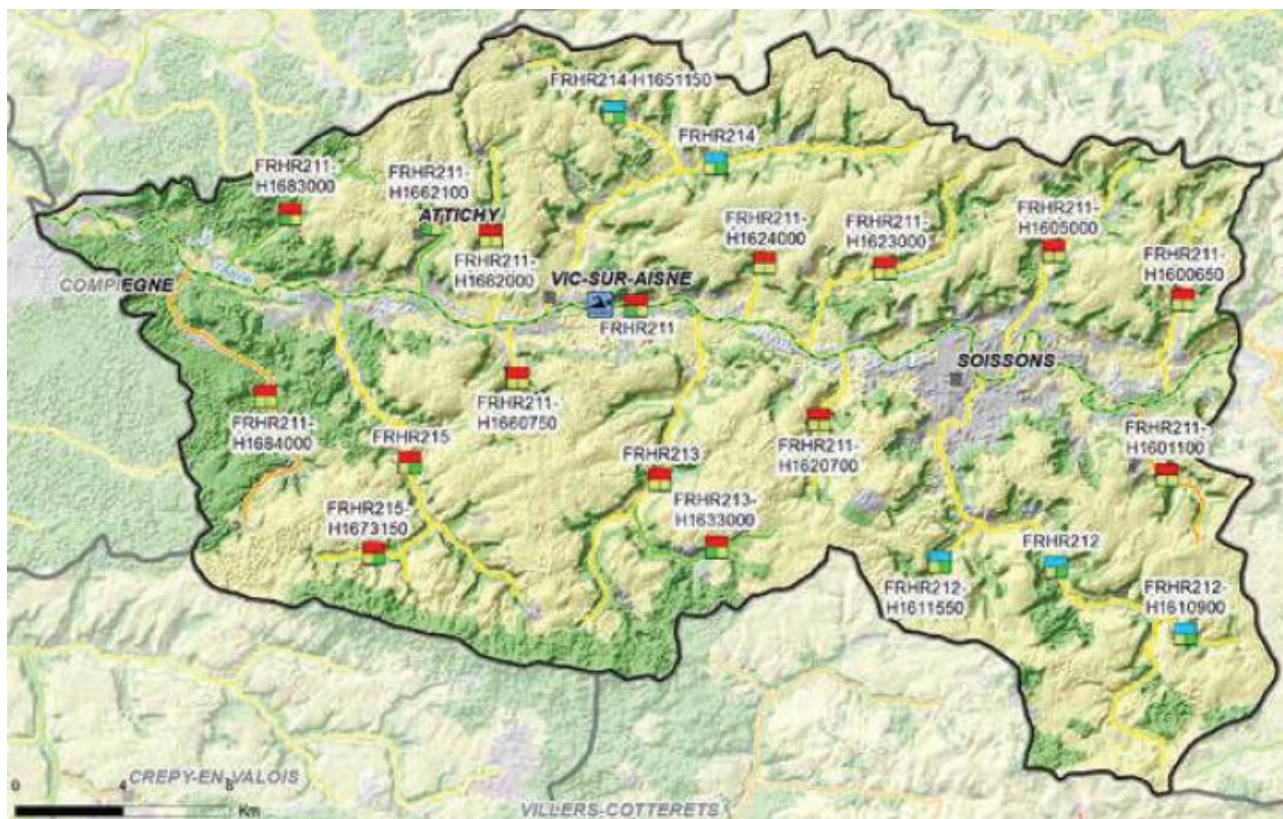 FRHR214-H1651150
FRHR214
FRHR211-
H1683000
FRHR211-
H1662100
ATTICHY
FRHR211-
H1624000
FRHR211-
H1623000
FRHR211-
H1605000
FRHR211-
H1662000
FRHR211-
H1600650
COMPIEGNE
VIC-SUR-AISNE
FRHR211
SOISSONS
FRHR211-
H1684000
FRHR215
FRHR211-
H1660750
FRHR213
FRHR211-
H1620700
FRHR211-
H1601100
FRHR215-
H1673150
FRHR213-
H1633000
FRHR212-
H1611550
FRHR212
FRHR212-
H1610900
0 4 8
Km
CREPY-EN-VALOIS
VILLERS-COTTERETS